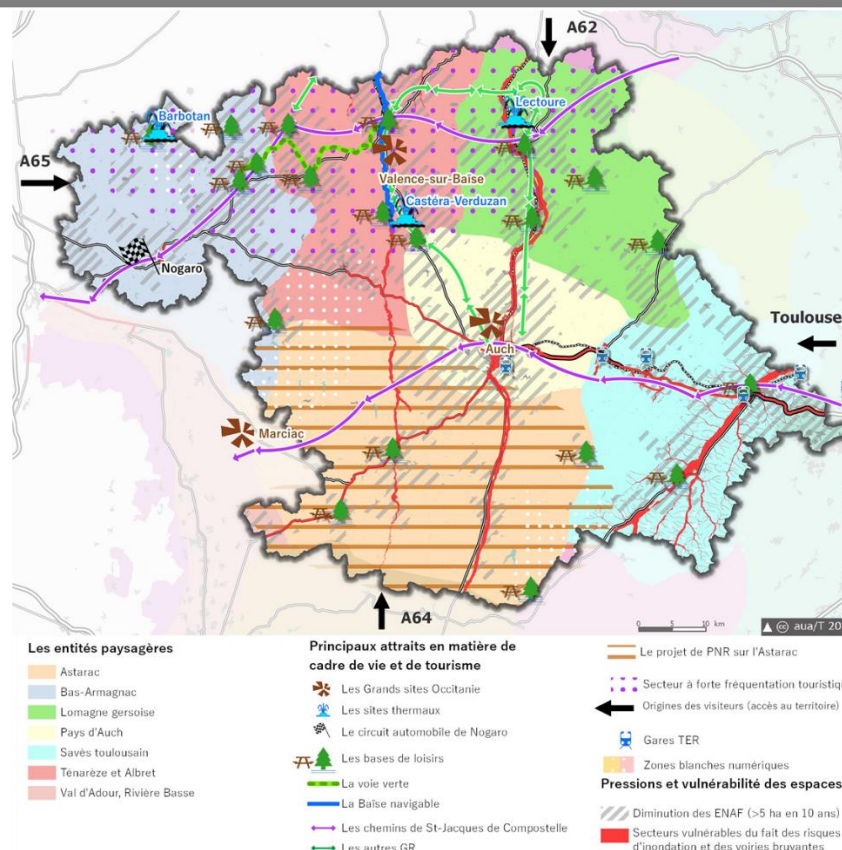 A62
Lectoure
Barbotan
A65
Valence-sur-Baïse
Castéra-Verduzan
Nogaro
Toulouse
Auch
Marciac
A64
0 5 10 km
aua/T 20
Les entités paysagères
Astarac
Bas-Armagnac
Lomagne gersoise
Pays d'Auch
Savès toulousain
Ténarèze et Albret
Val d'Adour, Rivière Basse
Principaux attraits en matière de
cadre de vie et de tourisme
Les Grands sites Occitanie
Les sites thermaux
Le circuit automobile de Nogaro
Les bases de loisirs
La voie verte
La Baïse navigable
Les chemins de St-Jacques de Compostelle
Les autres GR
Le projet de PNR sur l'Astarac
Secteur à forte fréquentation touristiq
Origines des visiteurs (accès au territoire)
Gares TER
Zones blanches numériques
Pressions et vulnérabilité des espaces
Diminution des ENAF (>5 ha en 10 ans)
Secteurs vulnérables du fait des risques
d'inondation et des voiries bruyantes